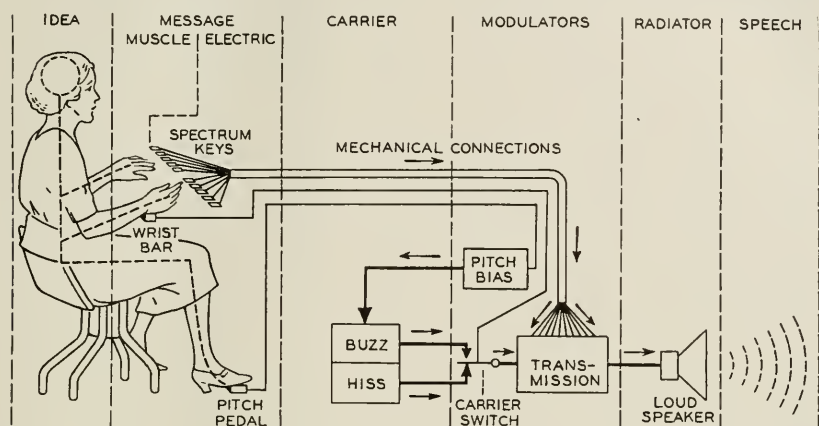 IDEA
MESSAGE
MUSCLE | ELECTRIC
CARRIER
MODULATORS
RADIATOR
SPEECH
SPECTRUM
KEYS
MECHANICAL CONNECTIONS
WRIST
BAR
PITCH
BIAS
BUZZ
HISS
TRANS-
MISSION
CARRIER
SWITCH
LOUD
SPEAKER
PITCH
PEDAL